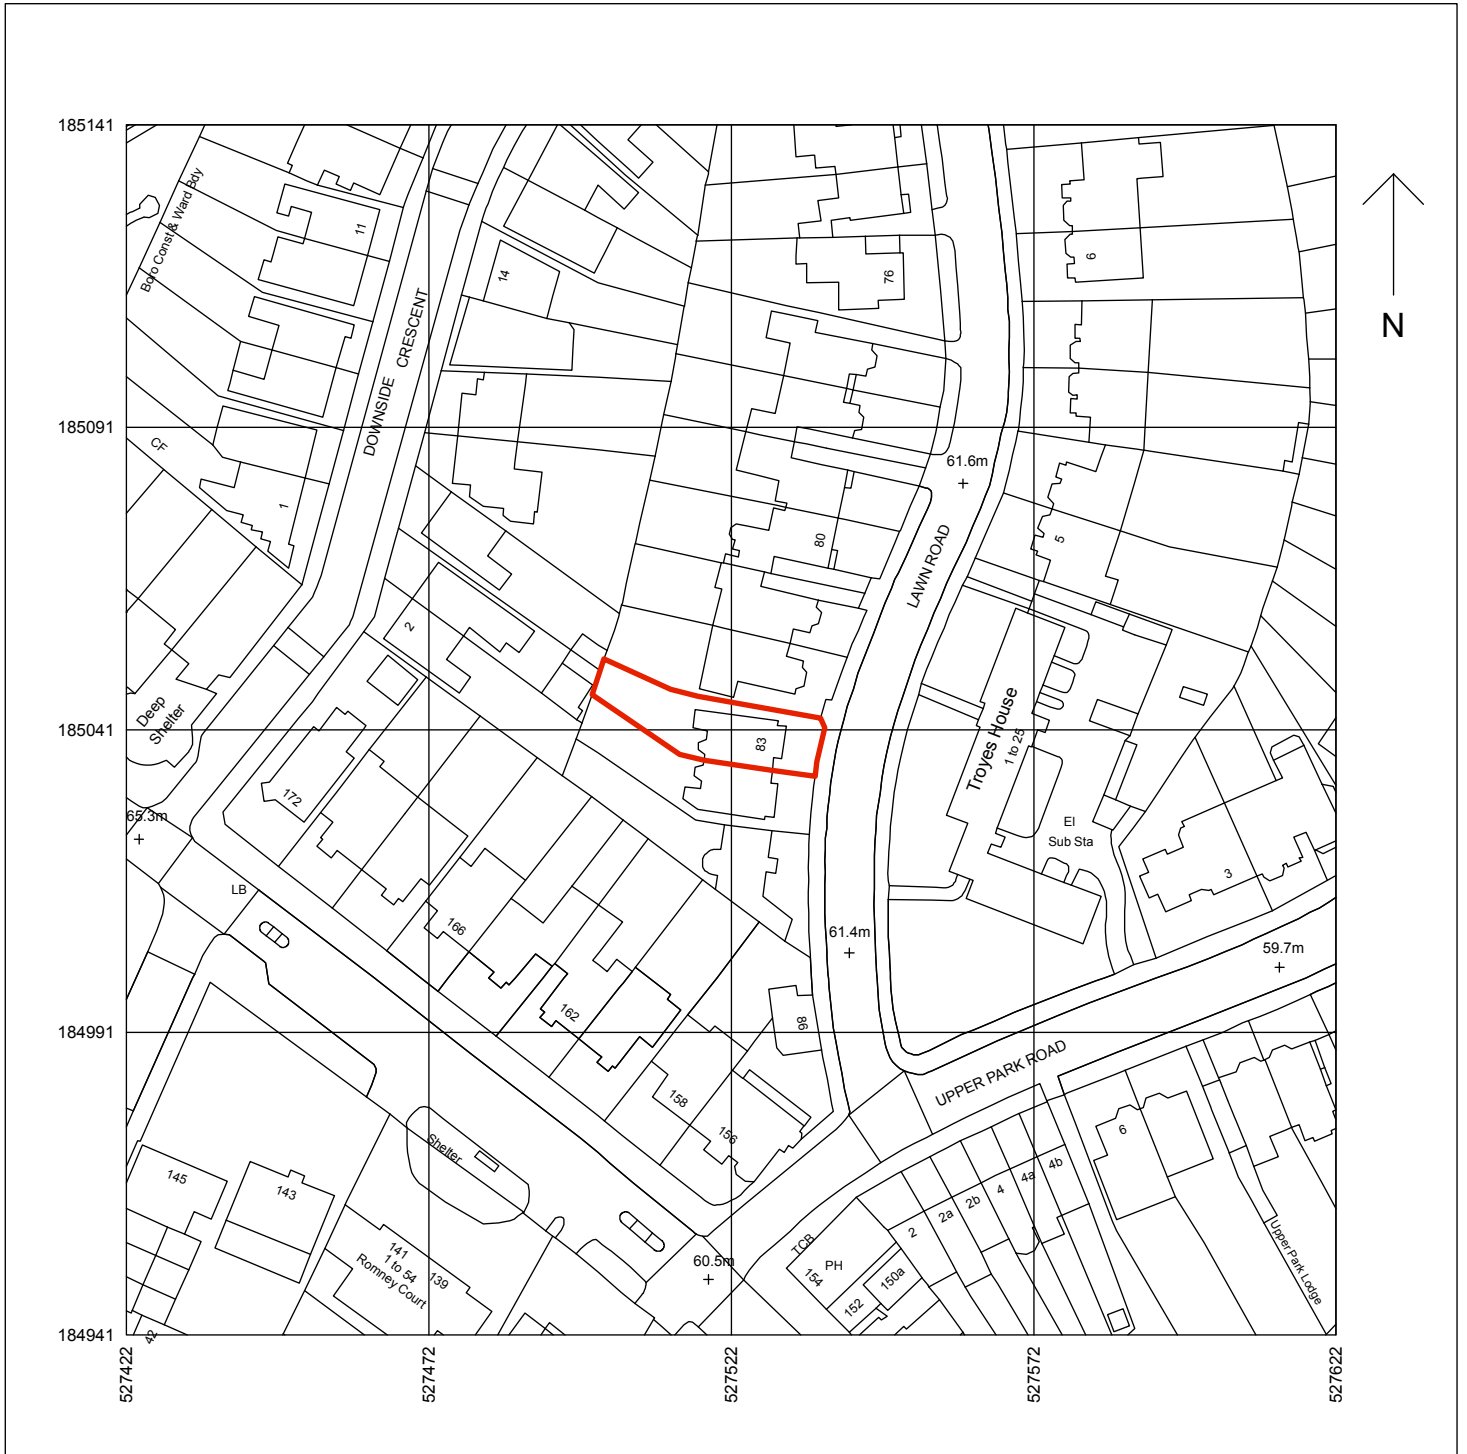 185141
185091
185041
184991
184941
527422
527472
527522
527572
527622
N
Boro Const & Ward Bdy
11
14
DOWNSIDE CRESCENT
76
6
CF
1
61.6m
80
5
LAWN ROAD
2
Deep
Shelter
83
Troyes House
1 to 25
172
65.3m
El
Sub Sta
3
LB
166
61.4m
59.7m
162
86
UPPER PARK ROAD
158
156
Shelter
6
145
143
4b
4a
4
2b
2a
2
141
1 to 54
139
Romney Court
TCB
PH
154
150a
152
60.5m
Upper Park Lodge
42